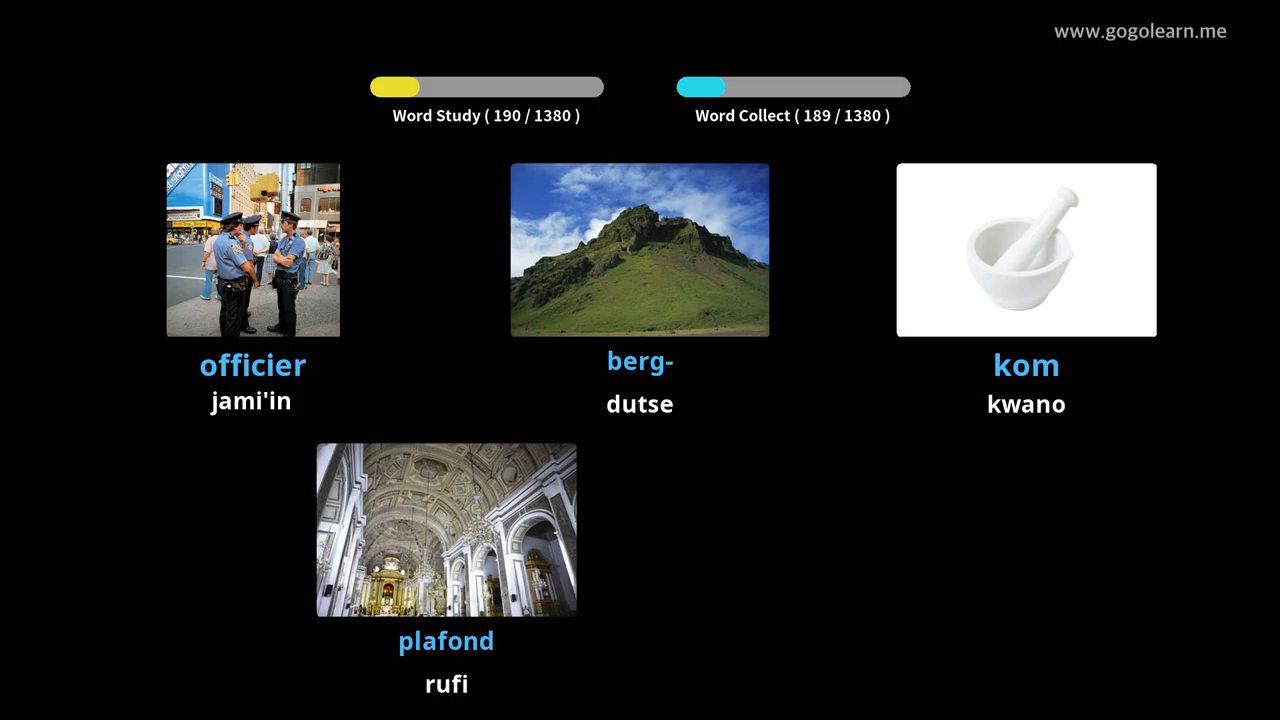 www.gogolearn.me
Word Study ( 190 / 1380 )
Word Collect ( 189 / 1380 )
officier
jami'in
berg-
dutse
kom
kwano
plafond
rufi